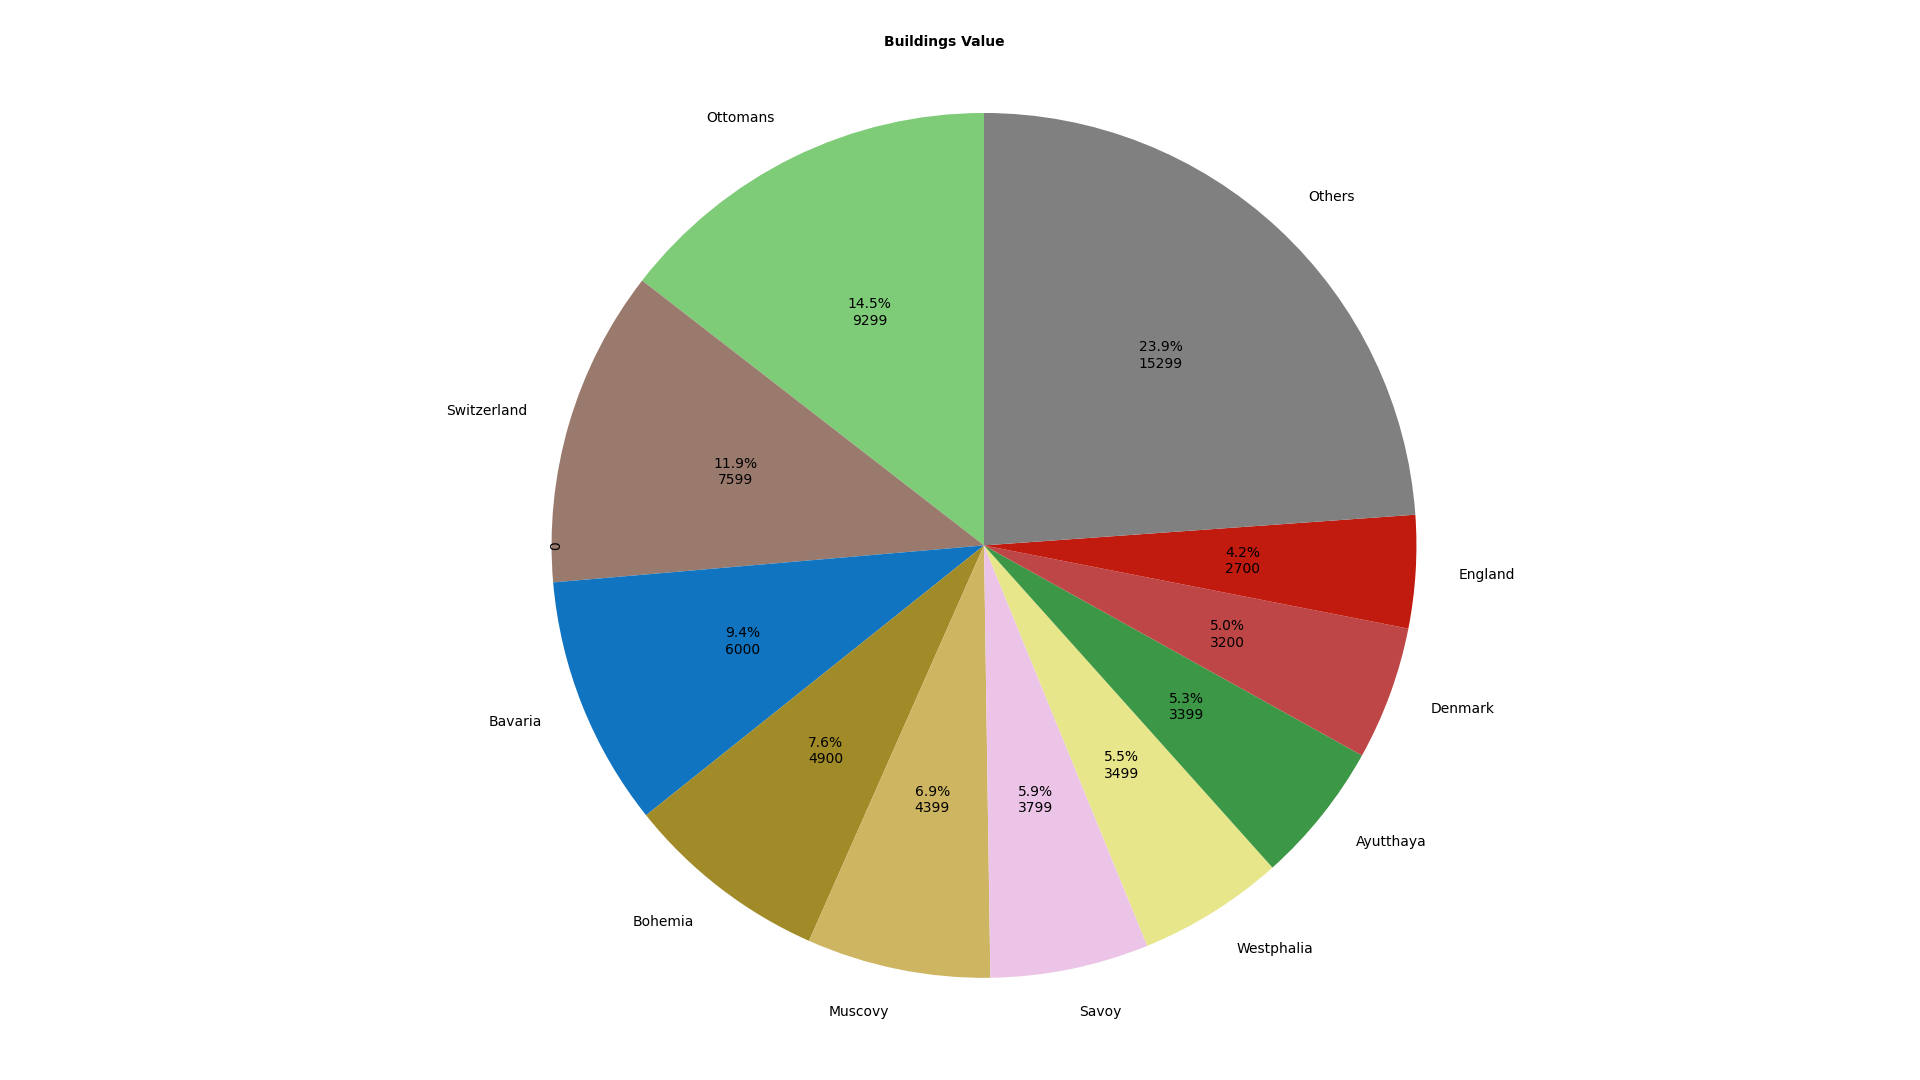 Buildings Value
Ottomans
Others
14.5%
9299
23.9%
15299
Switzerland
11.9%
7599
0
England
4.2%
2700
5.0%
3200
Denmark
9.4%
6000
Bavaria
5.3%
3399
Ayutthaya
7.6%
4900
5.5%
3499
6.9%
4399
5.9%
3799
Bohemia
Westphalia
Muscovy
Savoy